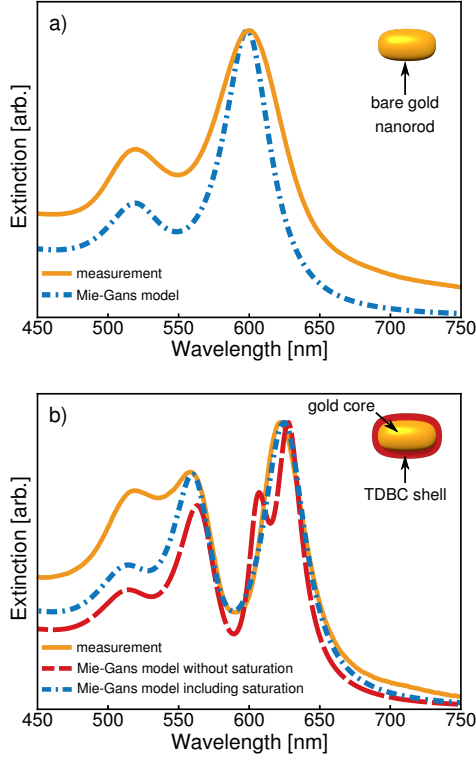 a)
bare gold
nanorod
Extinction [arb.]
measurement
Mie-Gans model
450 500 550 600 650 700 750
Wavelength [nm]
b)
gold core
TDBC shell
Extinction [arb.]
measurement
Mie-Gans model without saturation
Mie-Gans model including saturation
450 500 550 600 650 700 750
Wavelength [nm]